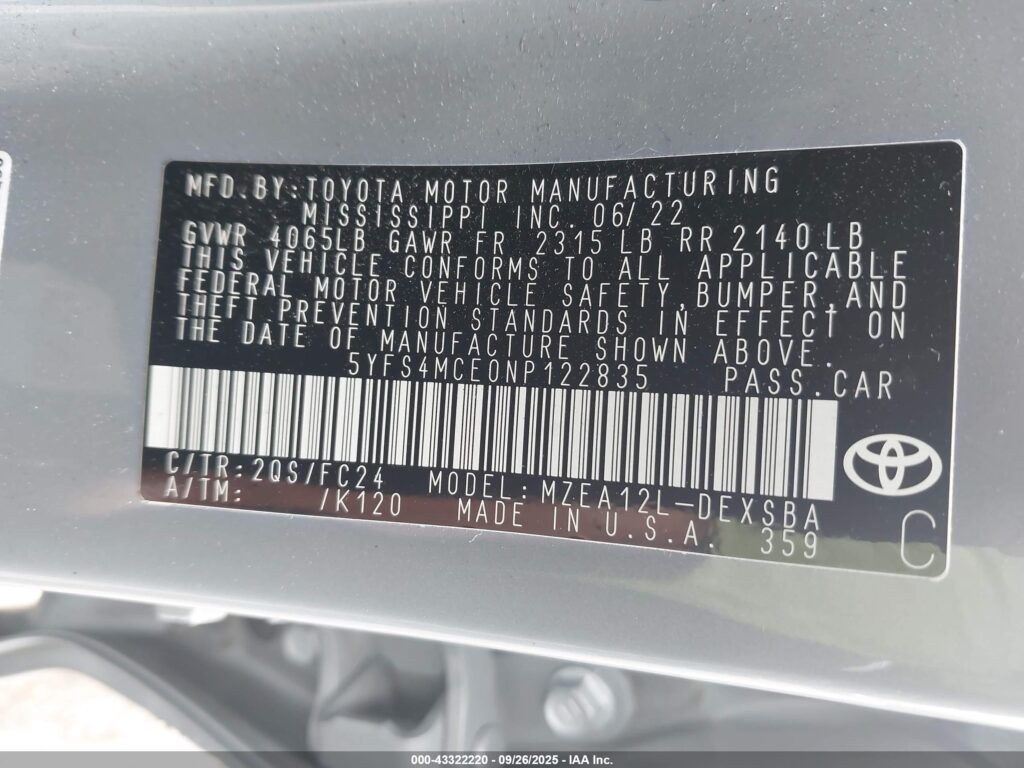 MFD.BY:TOYOTA MOTOR MANUFACTURING
MISSISSIPPI INC. 06/22
GVWR 4065LB GAWR FR 2315LB RR 2140LB
THIS VEHICLE CONFORMS TO ALL APPLICABLE
FEDERAL MOTOR VEHICLE SAFETY,BUMPER,AND
THEFT PREVENTION STANDARDS IN EFFECT ON
THE DATE OF MANUFACTURE SHOWN ABOVE.
5YFS4MCE0NP122835 PASS.CAR
C/TR:2QS/FC24 MODEL:MZEA12L-DEXSBA
A/TM: /K120 MADE IN U.S.A. 359
C
000-43322220 - 09/26/2025 - IAA Inc.